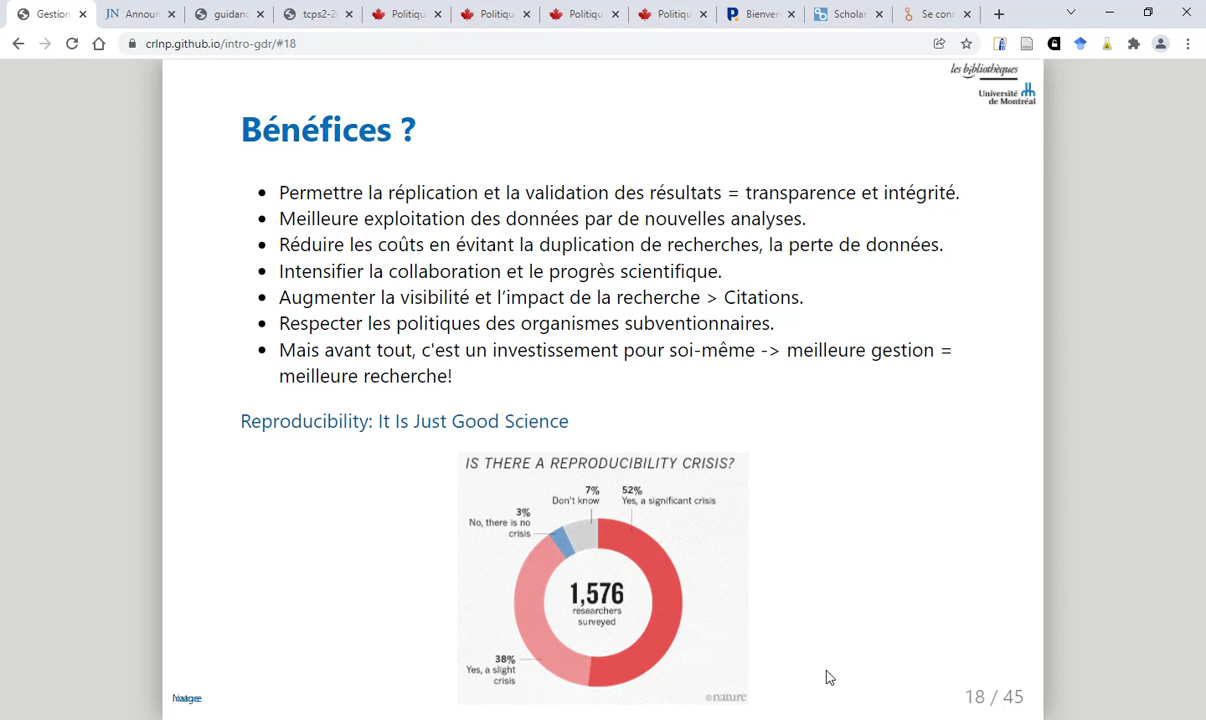 Gestion
Announ
guidanc
tcps2-2
Politiqu
Politiqu
Politiqu
Politiqu
Bienven
Scholar
Se conn
crlnp.github.io/intro-gdr/#18
les bibliothèques
Université
de Montréal
Bénéfices ?
Permettre la réplication et la validation des résultats = transparence et intégrité.
Meilleure exploitation des données par de nouvelles analyses.
Réduire les coûts en évitant la duplication de recherches, la perte de données.
Intensifier la collaboration et le progrès scientifique.
Augmenter la visibilité et l’impact de la recherche > Citations.
Respecter les politiques des organismes subventionnaires.
Mais avant tout, c'est un investissement pour soi-même -> meilleure gestion =
meilleure recherche!
Reproducibility: It Is Just Good Science
IS THERE A REPRODUCIBILITY CRISIS?
7%
Don't know
52%
Yes, a significant crisis
3%
No, there is no
crisis
1,576
researchers
surveyed
38%
Yes, a slight
crisis
©nature
18 / 45